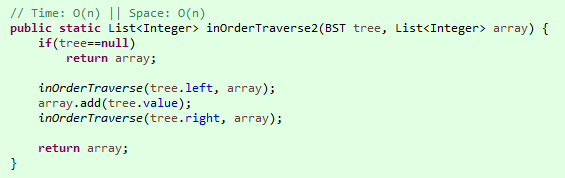 // Time: O(n) || Space: O(n)
public static List<Integer> inOrderTraverse2(BST tree, List<Integer> array) {
if(tree==null)
return array;
inOrderTraverse(tree.left, array);
array.add(tree.value);
inOrderTraverse(tree.right, array);
return array;
}